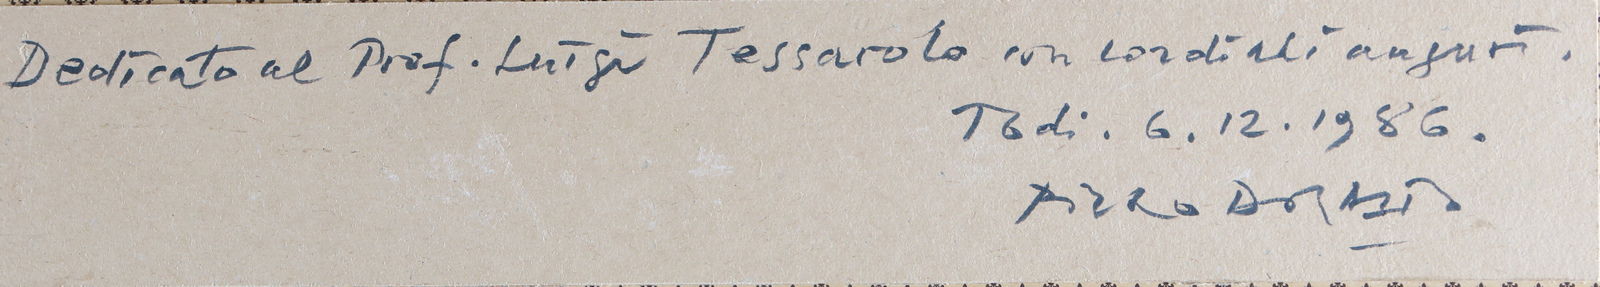 Dedicato al Prof. Luigi Tessarolo con cordiali auguri.
Todi. 6.12.1986.
Piero Dorazio